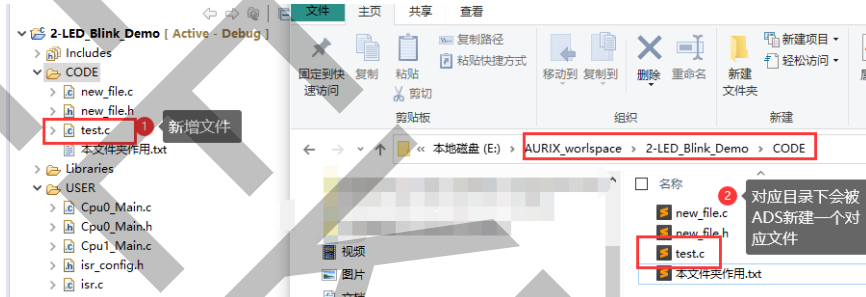 2-LED_Blink_Demo [ Active - Debug ]
Includes
CODE
new_file.c
new_file.h
test.c
1 新增文件
本文件夹作用.txt
Libraries
USER
Cpu0_Main.c
Cpu0_Main.h
Cpu1_Main.c
isr_config.h
isr.c
文件 主页 共享 查看
固定到快速访问
复制
粘贴
复制路径
粘贴快捷方式
剪切
剪贴板
移动到 复制到 删除 重命名
组织
新建文件夹
新建项目
轻松访问
新建
« 本地磁盘 (E:) › AURIX_worlspace › 2-LED_Blink_Demo › CODE
名称
new_file.c
new_file.h
test.c
本文件夹作用.txt
2 对应目录下会被
ADS新建一个对
应文件
视频
图片